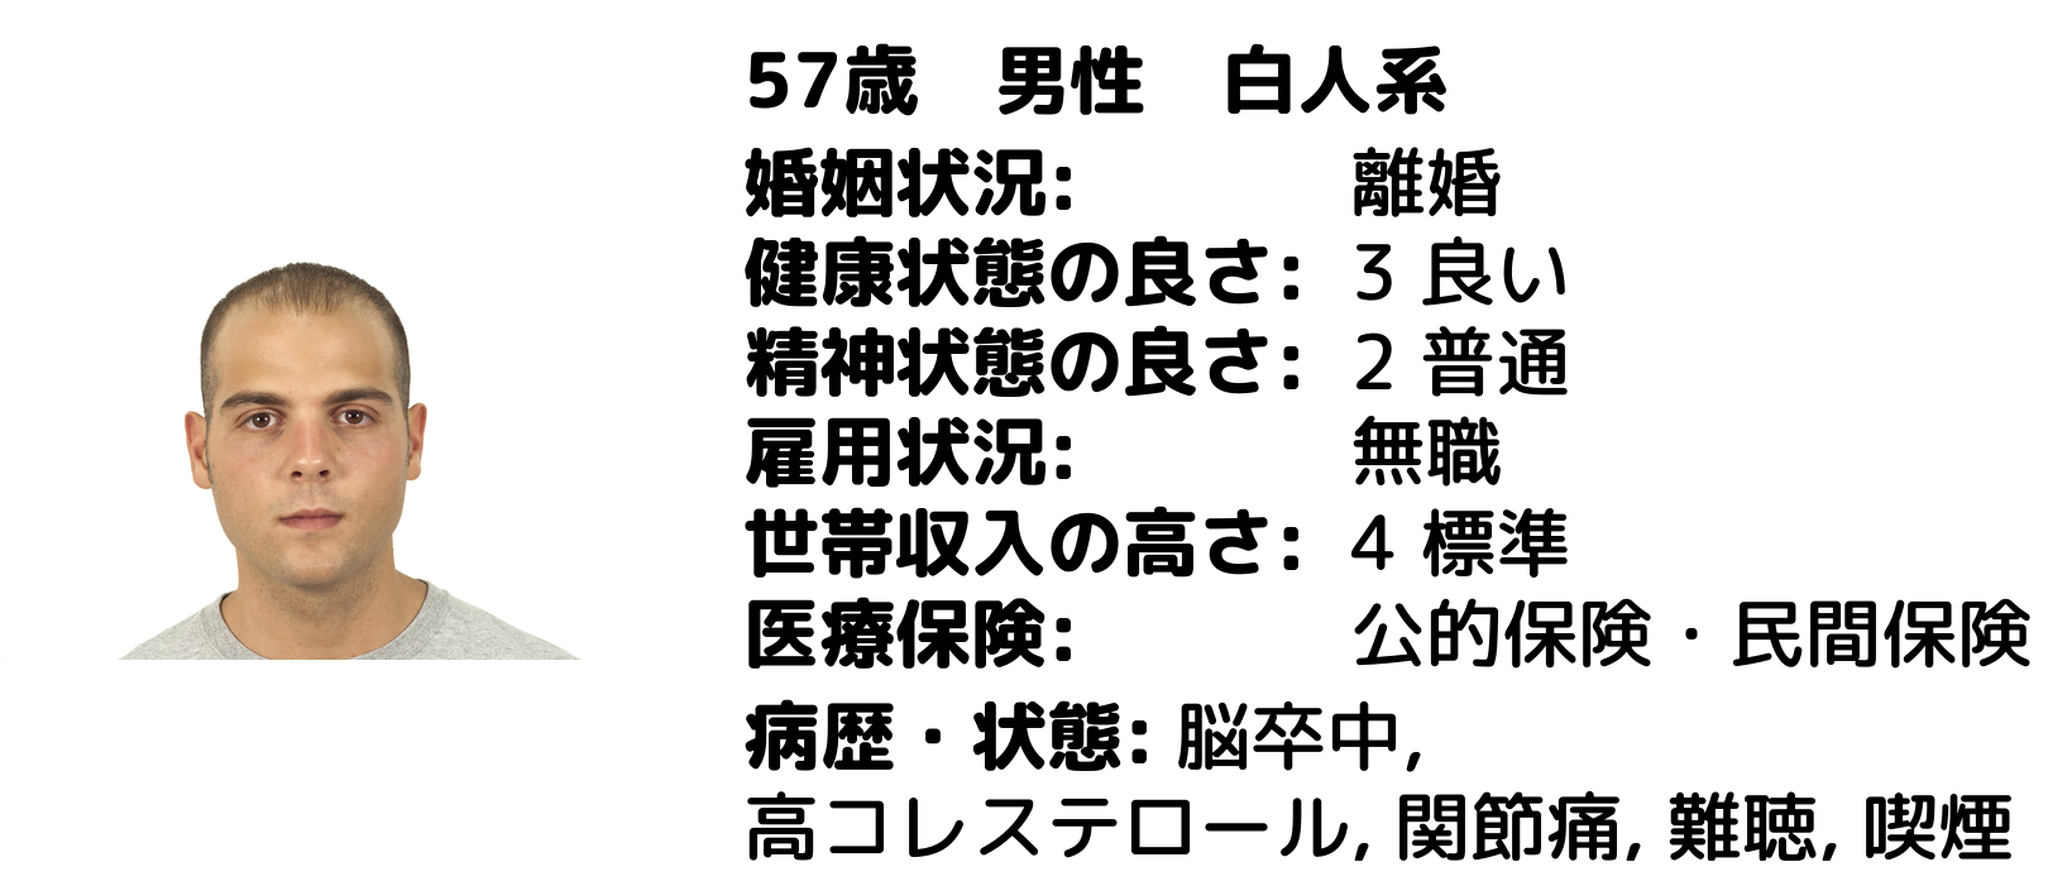 57歳　男性　白人系
婚姻状況:　離婚
健康状態の良さ: 3 良い
精神状態の良さ: 2 普通
雇用状況:　無職
世帯収入の高さ: 4 標準
医療保険:　公的保険・民間保険
病歴・状態: 脳卒中,
高コレステロール, 関節痛, 難聴, 喫煙